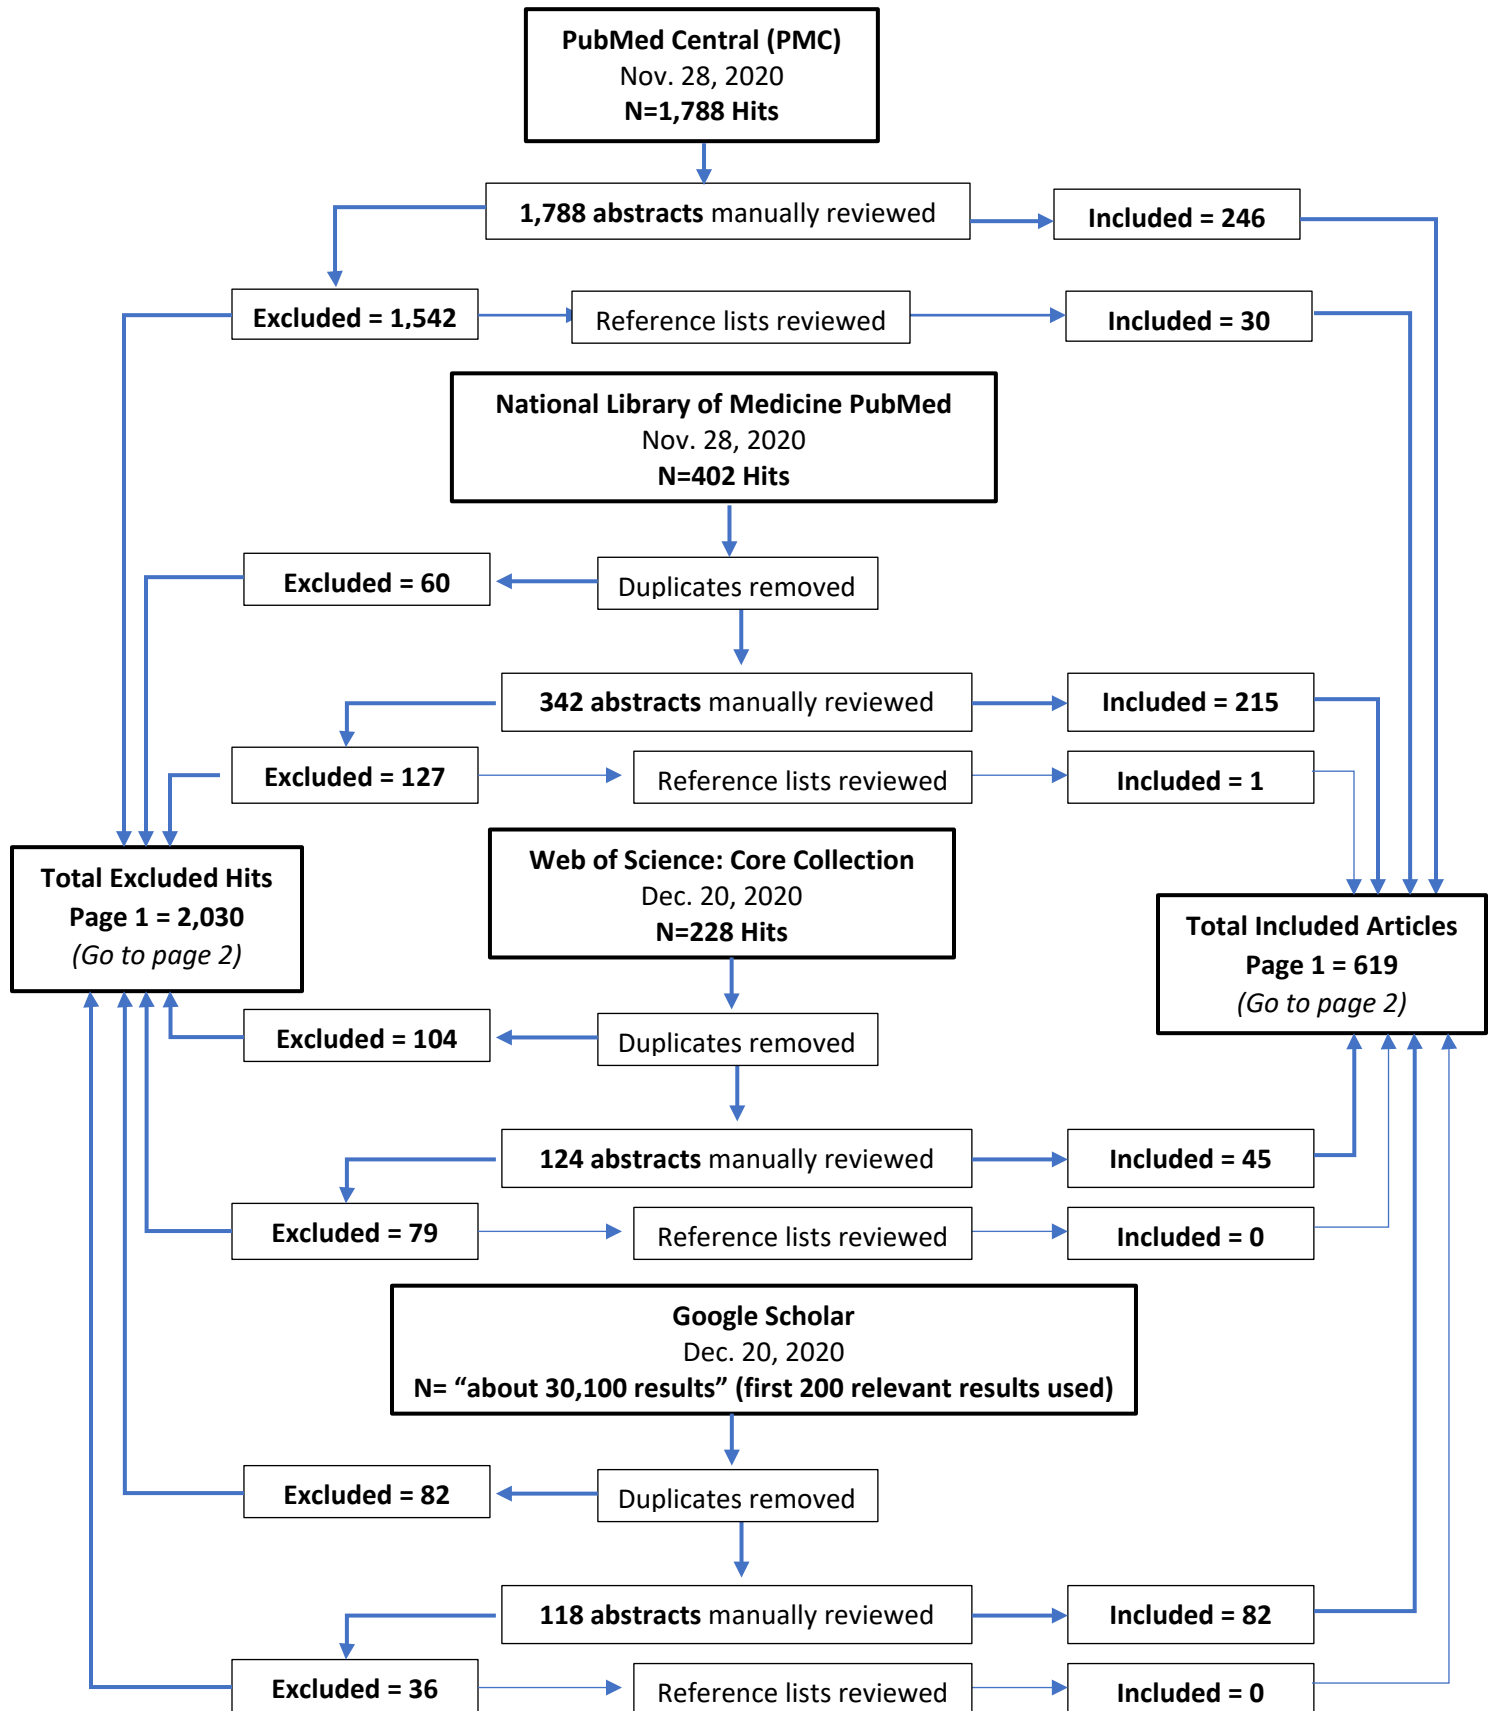 PubMed Central (PMC)
Nov. 28, 2020
N=1,788 Hits
1,788 abstracts manually reviewed
Included = 246
Excluded = 1,542
Reference lists reviewed
Included = 30
National Library of Medicine PubMed
Nov. 28, 2020
N=402 Hits
Excluded = 60
Duplicates removed
342 abstracts manually reviewed
Included = 215
Excluded = 127
Reference lists reviewed
Included = 1
Total Excluded Hits
Page 1 = 2,030
(Go to page 2)
Web of Science: Core Collection
Dec. 20, 2020
N=228 Hits
Total Included Articles
Page 1 = 619
(Go to page 2)
Excluded = 104
Duplicates removed
124 abstracts manually reviewed
Included = 45
Excluded = 79
Reference lists reviewed
Included = 0
Google Scholar
Dec. 20, 2020
N= “about 30,100 results” (first 200 relevant results used)
Excluded = 82
Duplicates removed
118 abstracts manually reviewed
Included = 82
Excluded = 36
Reference lists reviewed
Included = 0